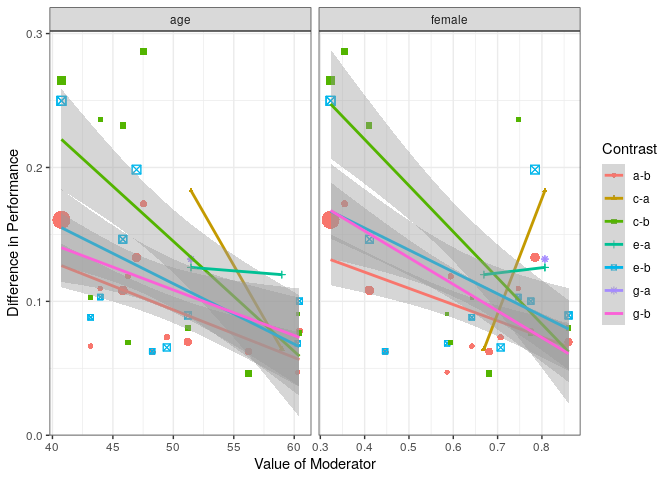 age
female
0.3
0.2
0.1
0.0
Difference in Performance
40
45
50
55
60
0.3
0.4
0.5
0.6
0.7
0.8
Value of Moderator
Contrast
a-b
c-a
c-b
e-a
e-b
g-a
g-b